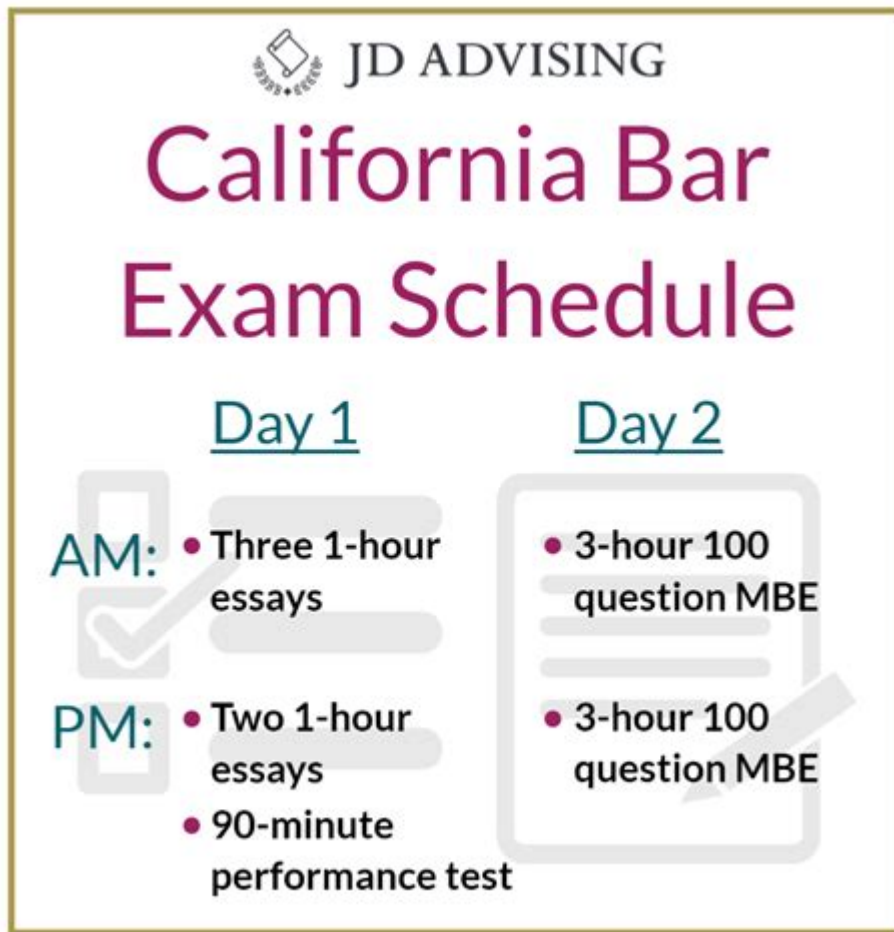 JD ADVISING
California Bar
Exam Schedule
Day 1
Day 2
AM:
• Three 1-hour
essays
• 3-hour 100
question MBE
PM:
• Two 1-hour
essays
• 90-minute
performance test
• 3-hour 100
question MBE